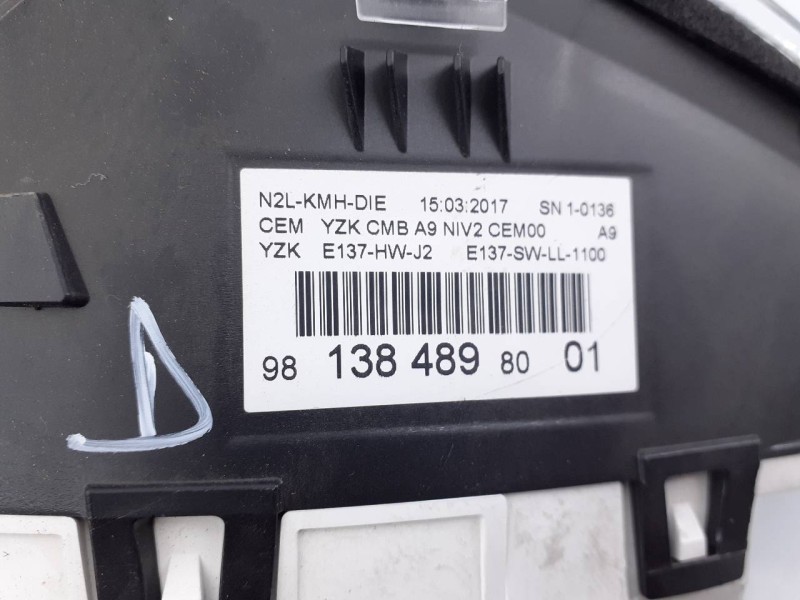 N2L-KMH-DIE 15:03:2017 SN 1-0136
CEM YZK CMB A9 NIV2 CEM00 A9
YZK E137-HW-J2 E137-SW-LL-1100
98 138 489 80 01